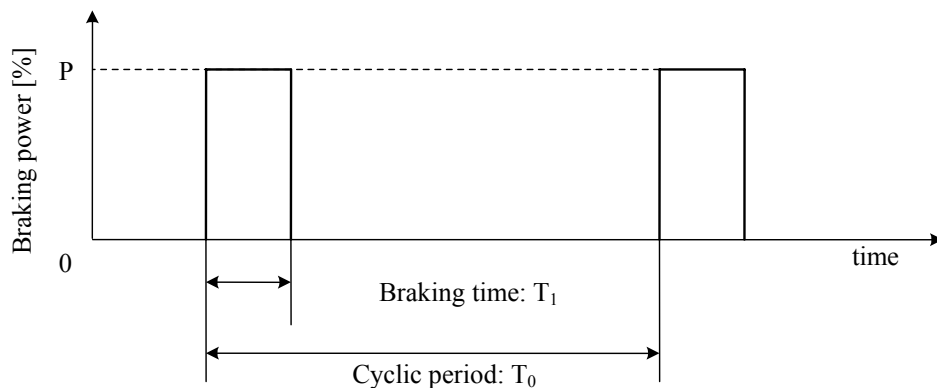 Braking power [%]
P
0
time
Braking time: T₁
Cyclic period: T₀